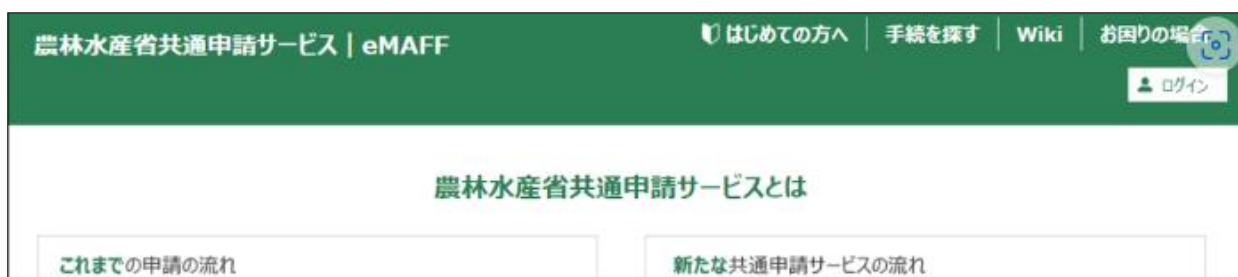 農林水産省共通申請サービス | eMAFF
はじめての方へ | 手続を探す | Wiki | お困りの場合
ログイン
農林水産省共通申請サービスとは
これまでの申請の流れ
新たな共通申請サービスの流れ